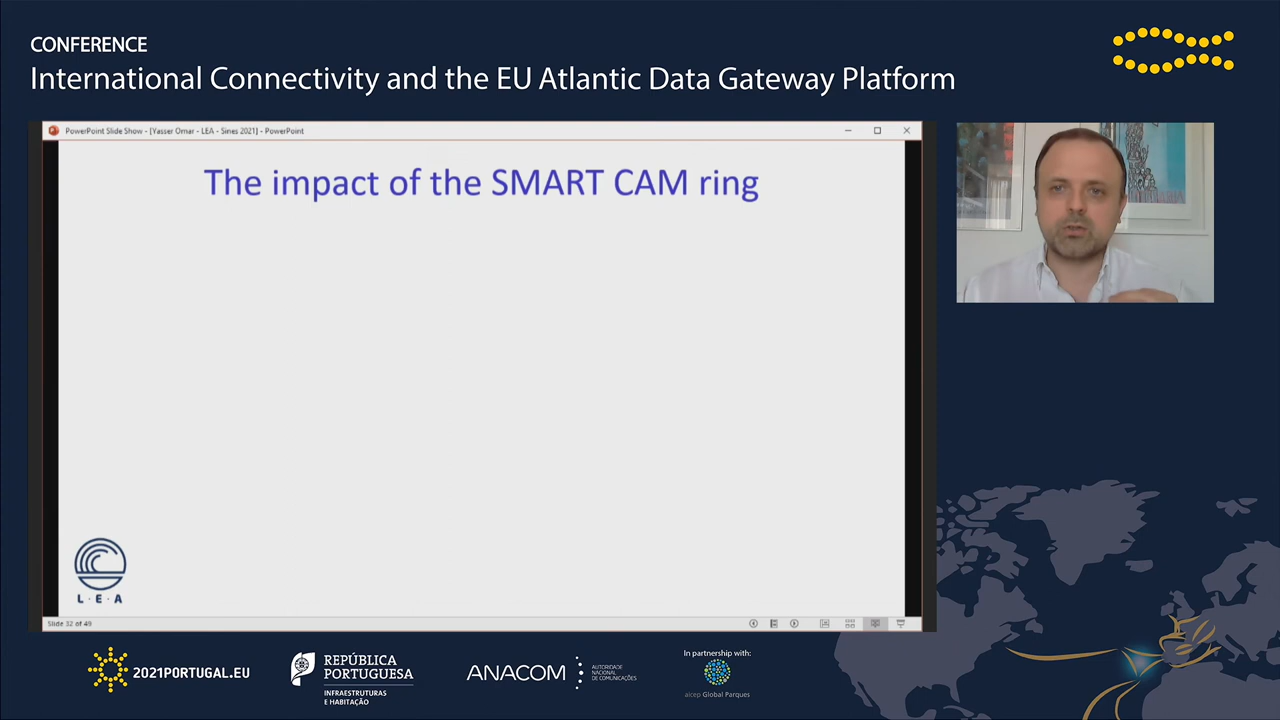 CONFERENCE
International Connectivity and the EU Atlantic Data Gateway Platform
PowerPoint Slide Show - [Yasser Omar - LEA - Sines 2021] - PowerPoint
The impact of the SMART CAM ring
L·E·A
Slide 32 of 49
2021PORTUGAL.EU
REPÚBLICA
PORTUGUESA
INFRAESTRUTURAS
E HABITAÇÃO
ANACOM
AUTORIDADE
NACIONAL
DE COMUNICAÇÕES
In partnership with:
aicep Global Parques